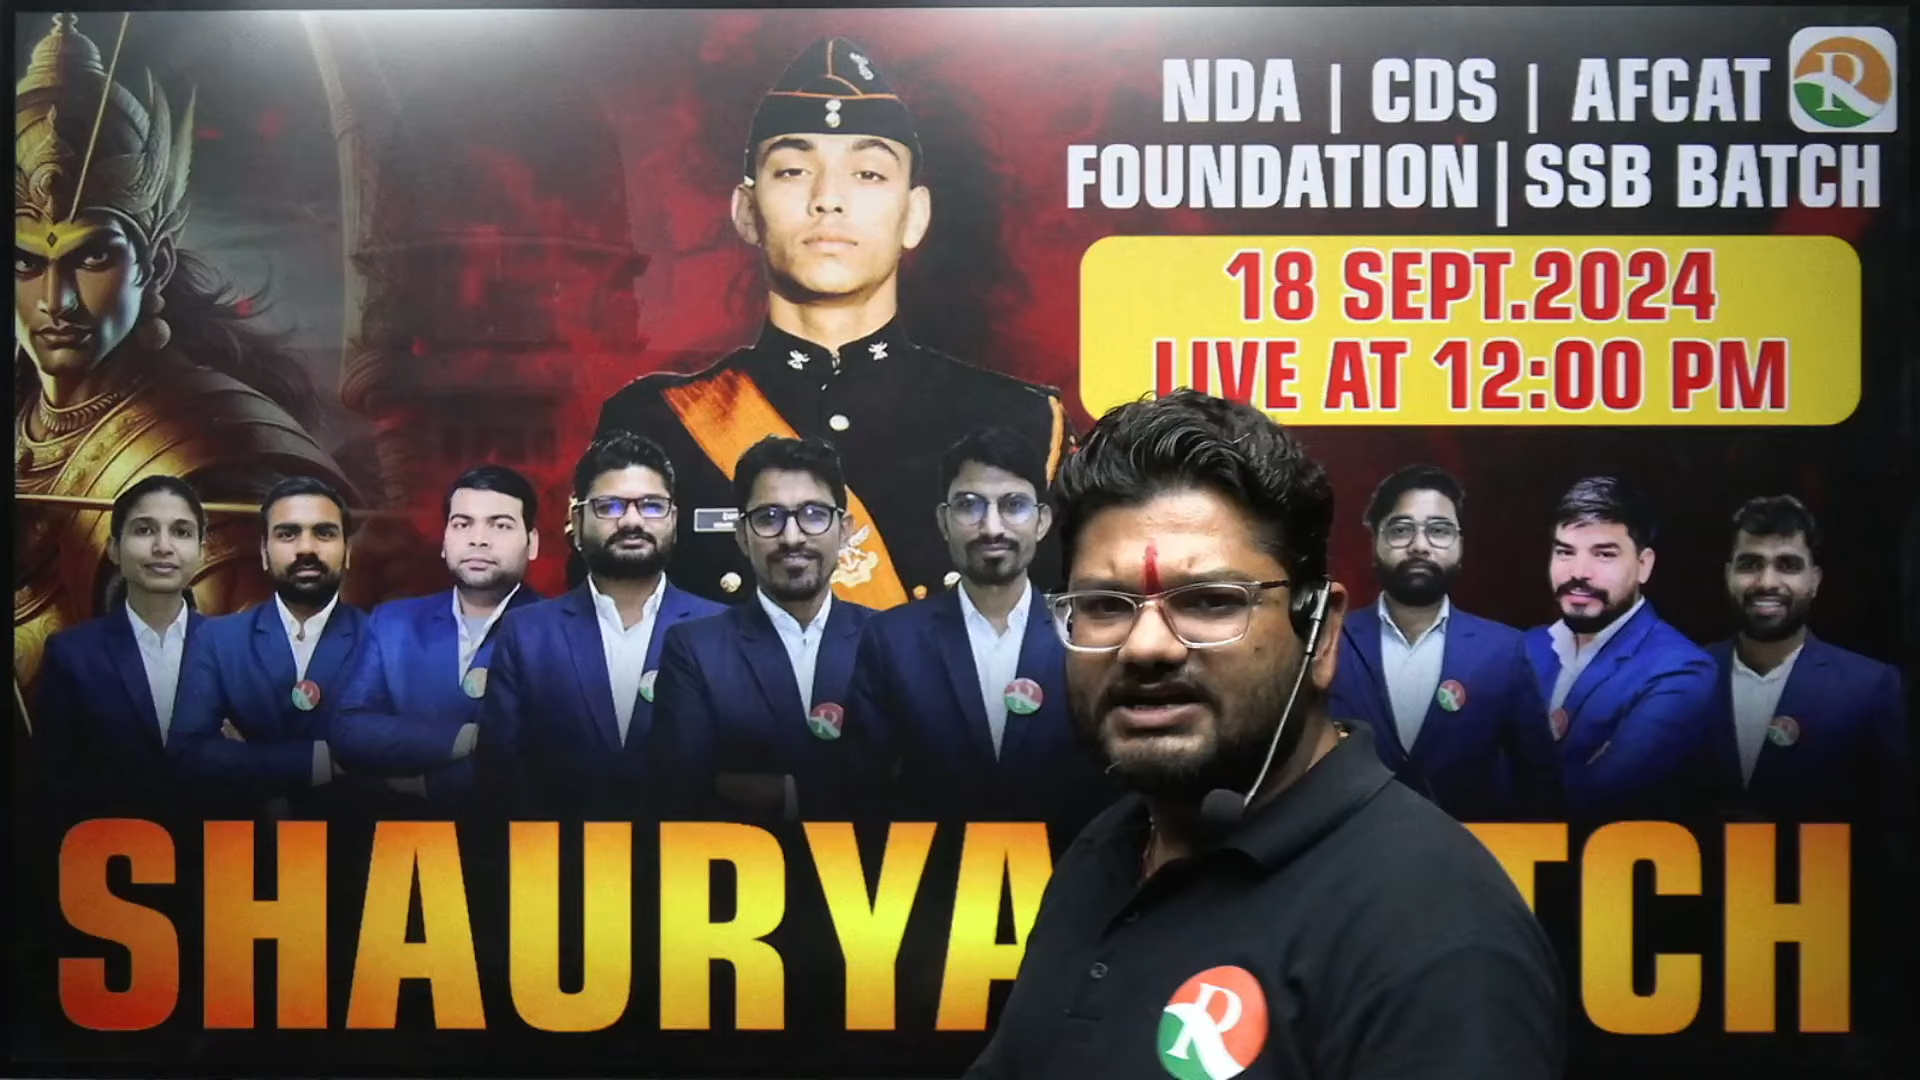 NDA | CDS | AFCAT
FOUNDATION | SSB BATCH
18 SEPT.2024
LIVE AT 12:00 PM
SHAURYA TCH
R